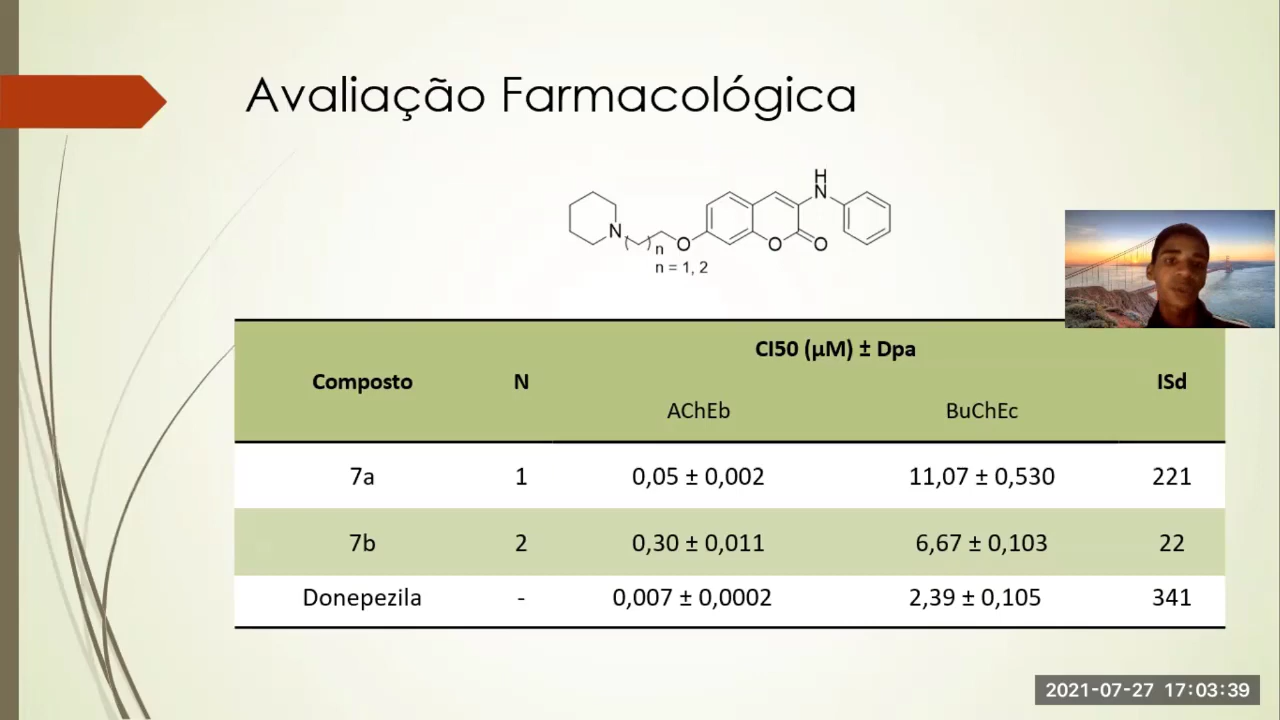 Avaliação Farmacológica
H
N
N
n
O
O
O
n = 1, 2
CI50 (µM) ± Dpa
Composto N ISd
AChEb BuChEc
7a 1 0,05 ± 0,002 11,07 ± 0,530 221
7b 2 0,30 ± 0,011 6,67 ± 0,103 22
Donepezila - 0,007 ± 0,0002 2,39 ± 0,105 341
2021-07-27 17:03:39